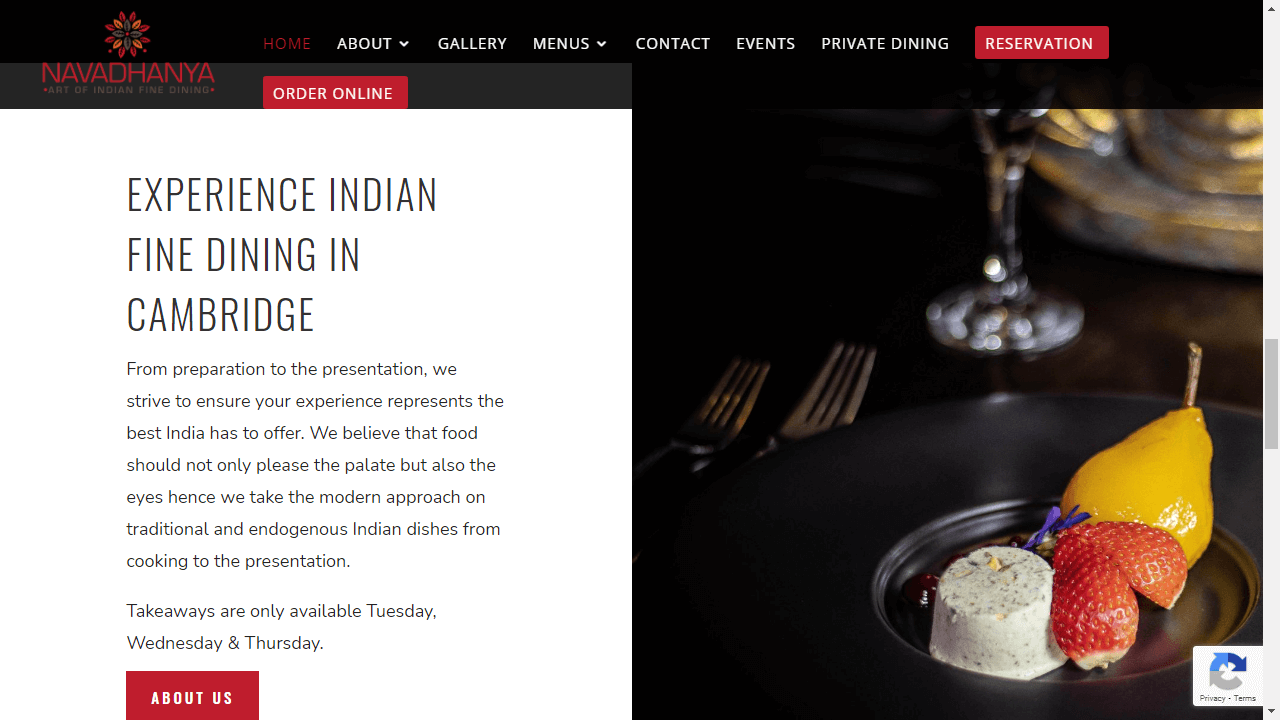 HOME ABOUT GALLERY MENUS CONTACT EVENTS PRIVATE DINING RESERVATION
NAVADHANYA
ART OF INDIAN FINE DINING
ORDER ONLINE
EXPERIENCE INDIAN
FINE DINING IN
CAMBRIDGE
From preparation to the presentation, we
strive to ensure your experience represents the
best India has to offer. We believe that food
should not only please the palate but also the
eyes hence we take the modern approach on
traditional and endogenous Indian dishes from
cooking to the presentation.
Takeaways are only available Tuesday,
Wednesday & Thursday.
ABOUT US
Privacy - Terms